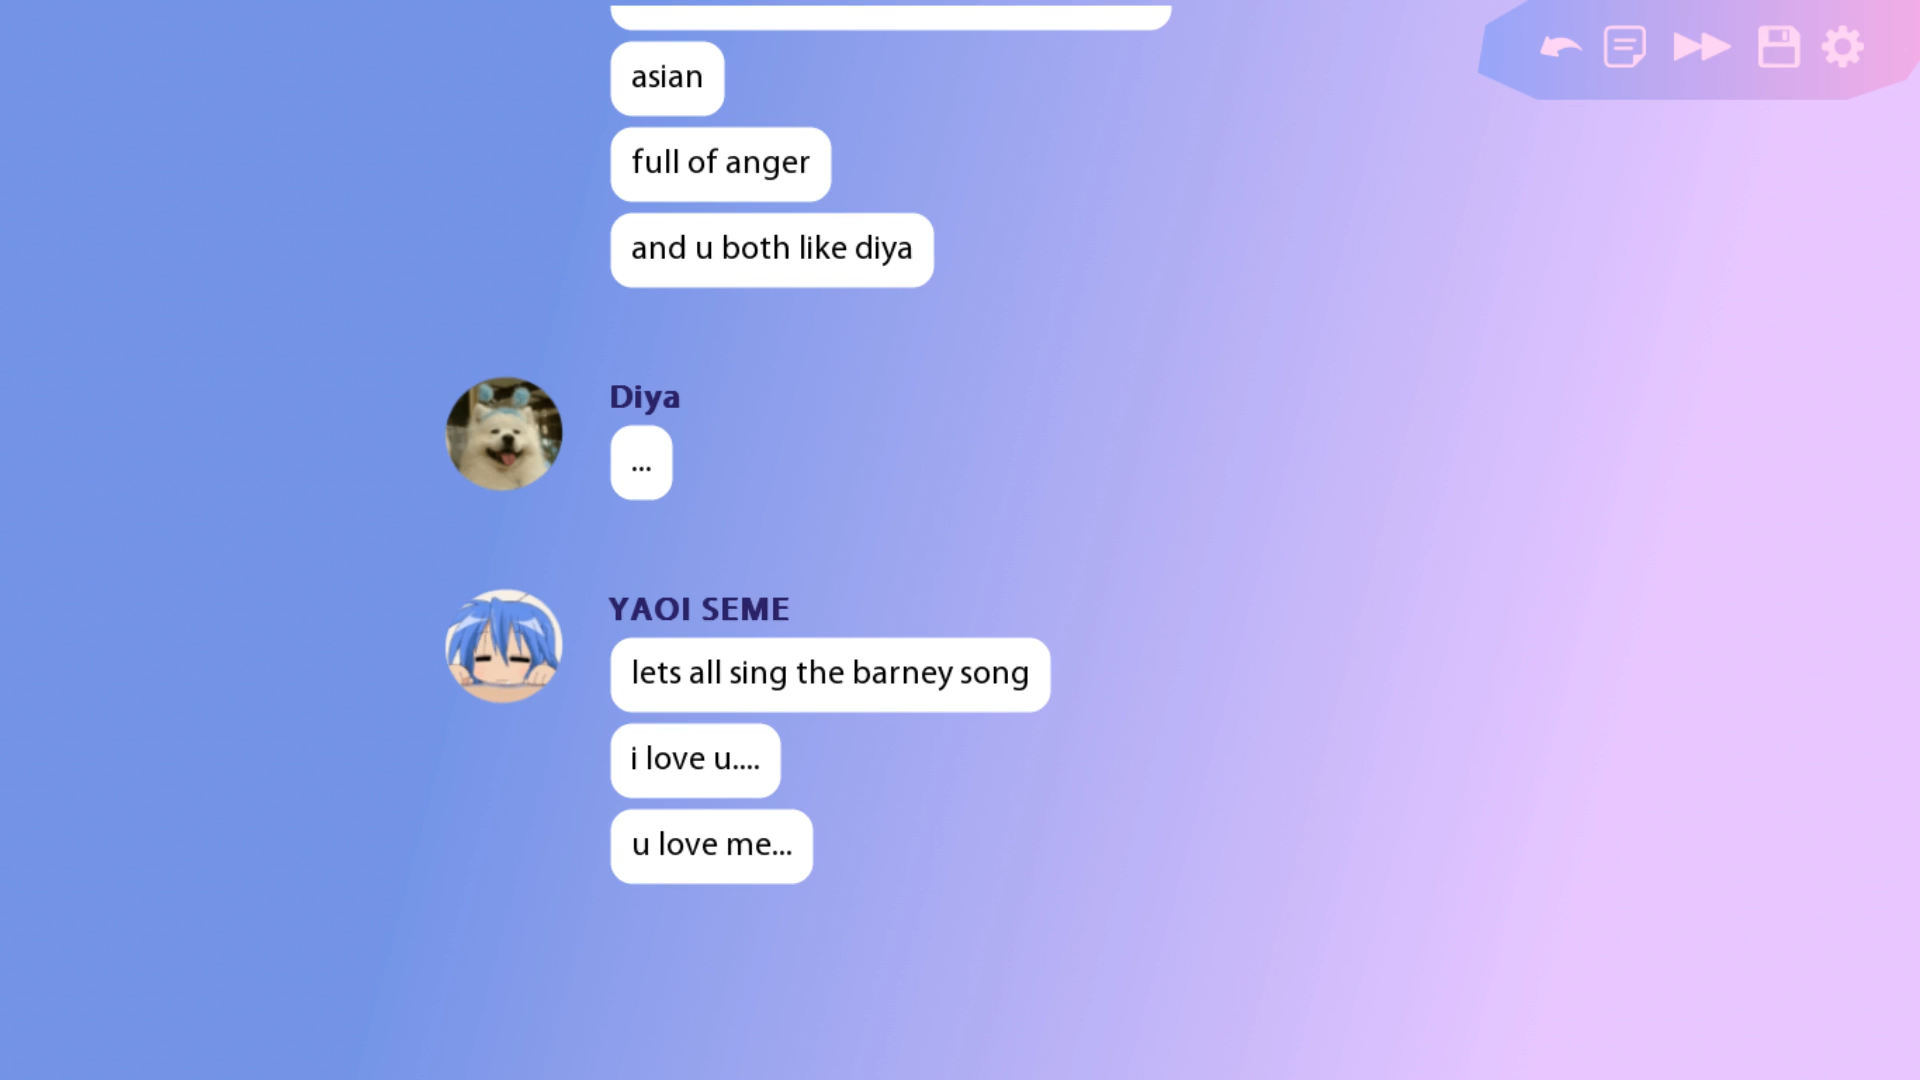 asian
full of anger
and u both like diya
Diya
...
YAOI SEME
lets all sing the barney song
i love u....
u love me...